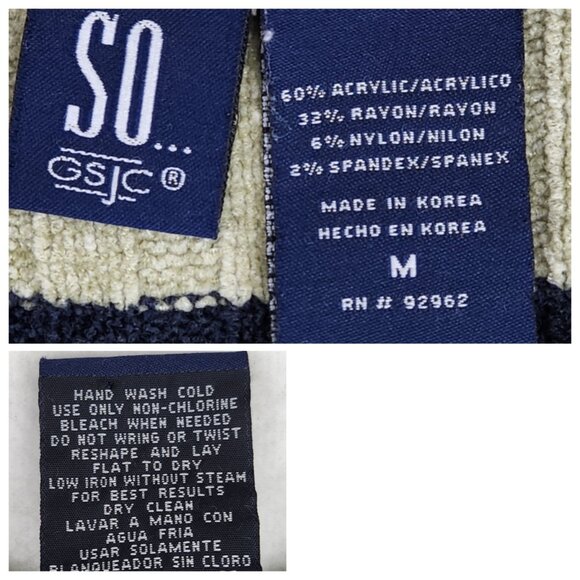 SO...
GSJC®
60% ACRYLIC/ACRYLICO
32% RAYON/RAYON
6% NYLON/NILON
2% SPANDEX/SPANEX
MADE IN KOREA
HECHO EN KOREA
M
RN # 92962
HAND WASH COLD
USE ONLY NON-CHLORINE
BLEACH WHEN NEEDED
DO NOT WRING OR TWIST
RESHAPE AND LAY
FLAT TO DRY
LOW IRON WITHOUT STEAM
FOR BEST RESULTS
DRY CLEAN
LAVAR A MANO CON
AGUA FRIA
USAR SOLAMENTE
BLANQUEADOR SIN CLORO